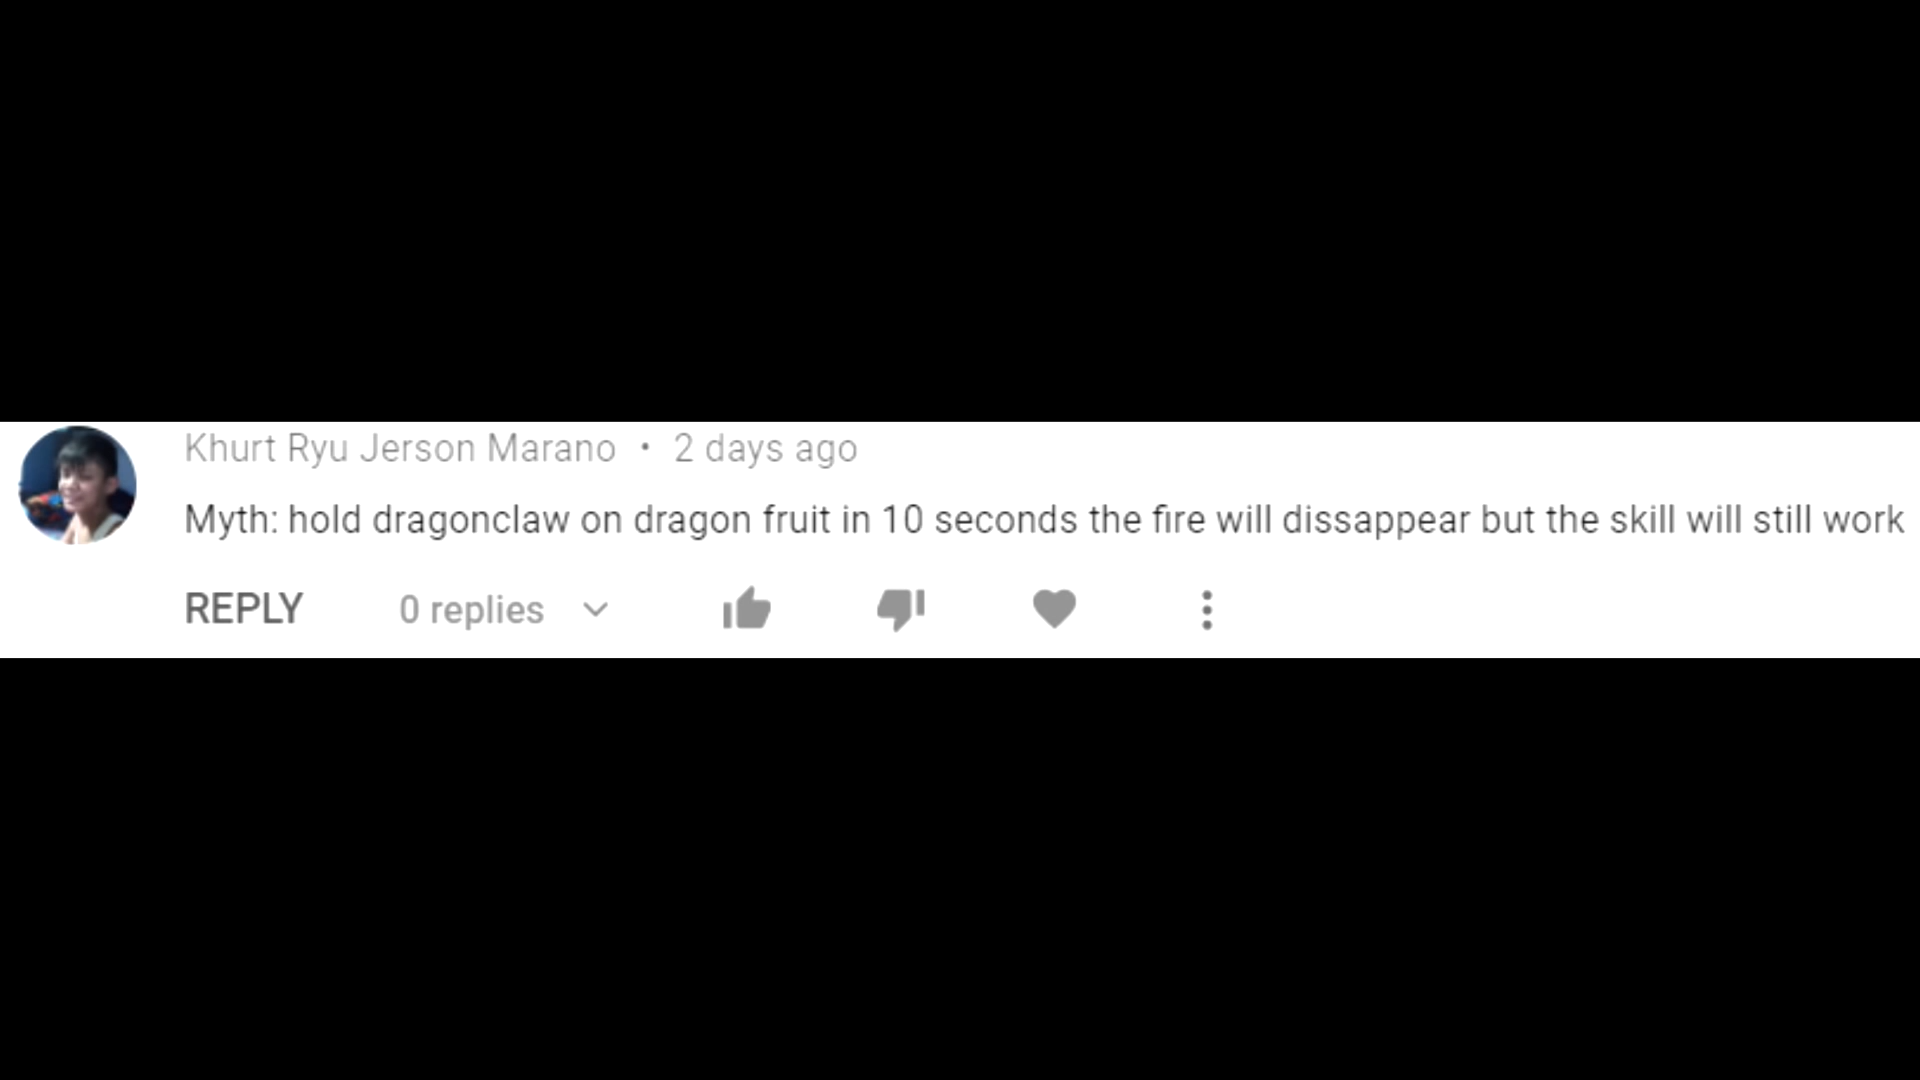 Khurt Ryu Jerson Marano • 2 days ago
Myth: hold dragonclaw on dragon fruit in 10 seconds the fire will dissappear but the skill will still work
REPLY 0 replies